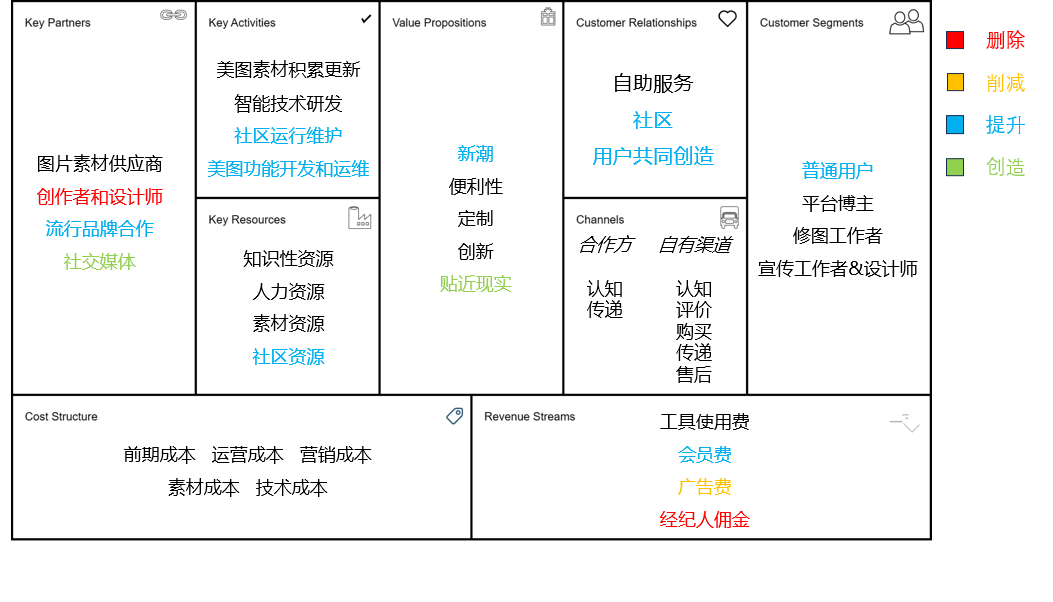 Key Partners
图片素材供应商
创作者和设计师
流行品牌合作
社交媒体
Key Activities
美图素材积累更新
智能技术研发
社区运行维护
美图功能开发和运维
Key Resources
知识性资源
人力资源
素材资源
社区资源
Value Propositions
新潮
便利性
定制
创新
贴近现实
Customer Relationships
自助服务
社区
用户共同创造
Channels
合作方
认知
传递
自有渠道
认知
评价
购买
传递
售后
Customer Segments
普通用户
平台博主
修图工作者
宣传工作者&设计师
Cost Structure
前期成本 运营成本 营销成本
素材成本 技术成本
Revenue Streams
工具使用费
会员费
广告费
经纪人佣金
删除
削减
提升
创造